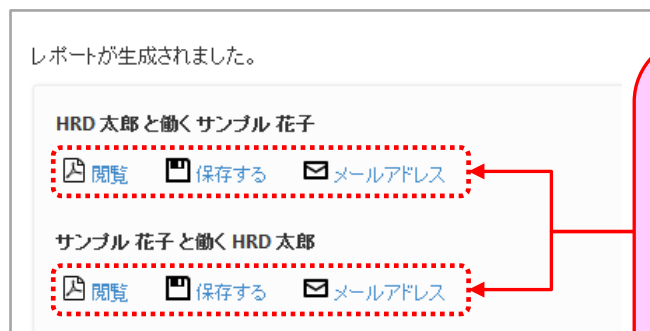 レポートが生成されました。
HRD 太郎 と働く サンプル 花子
閲覧 保存する メールアドレス
サンプル 花子 と働く HRD 太郎
閲覧 保存する メールアドレス